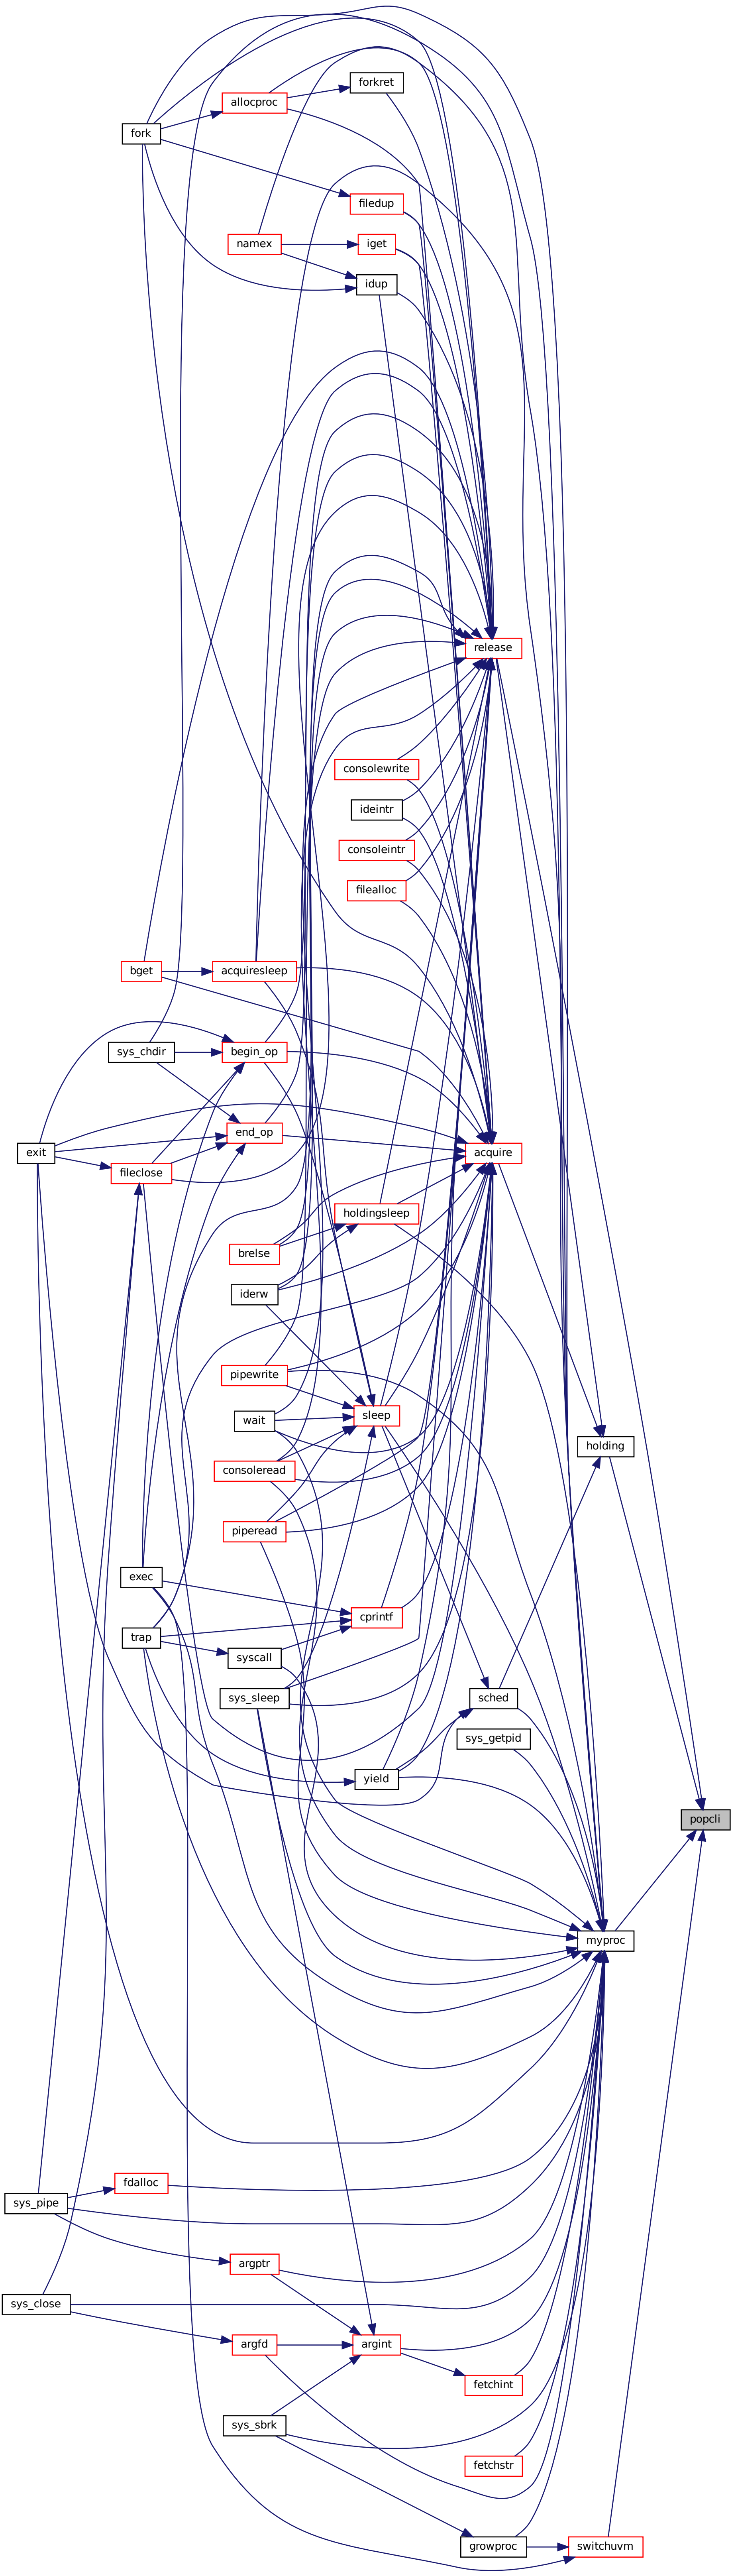 forkret
allocproc
fork
filedup
namex
iget
idup
release
consolewrite
ideintr
consoleintr
filealloc
bget
acquiresleep
sys_chdir
begin_op
end_op
exit
acquire
fileclose
holdingsleep
brelse
iderw
pipewrite
wait
sleep
holding
consoleread
piperead
exec
cprintf
trap
syscall
sys_sleep
sched
sys_getpid
yield
popcli
myproc
fdalloc
sys_pipe
argptr
sys_close
argfd
argint
fetchint
sys_sbrk
fetchstr
growproc
switchuvm